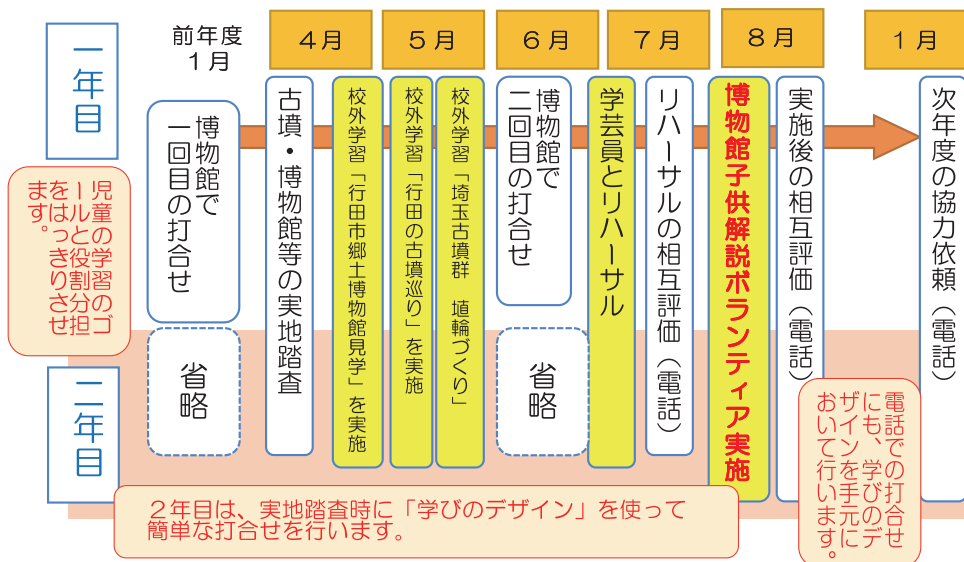 一年目
前年度
1月
4月
5月
6月
7月
8月
1月
博物館で
一回目の打合せ
古墳・博物館等の実地踏査
校外学習「行田市郷土博物館見学」を実施
校外学習「行田の古墳巡り」を実施
校外学習「埼玉古墳群　埴輪づくり」
博物館で
二回目の打合せ
学芸員とリハーサル
リハーサルの相互評価（電話）
博物館子供解説ボランティア実施
実施後の相互評価（電話）
次年度の協力依頼（電話）
児童の学習のゴ
ールと役割分担
をはっきりさせ
ます。
二年目
省略
省略
電話での打合せ
にも、学びのデ
ザインを手元に
おいて行います。
２年目は、実地踏査時に「学びのデザイン」を使って
簡単な打合せを行います。